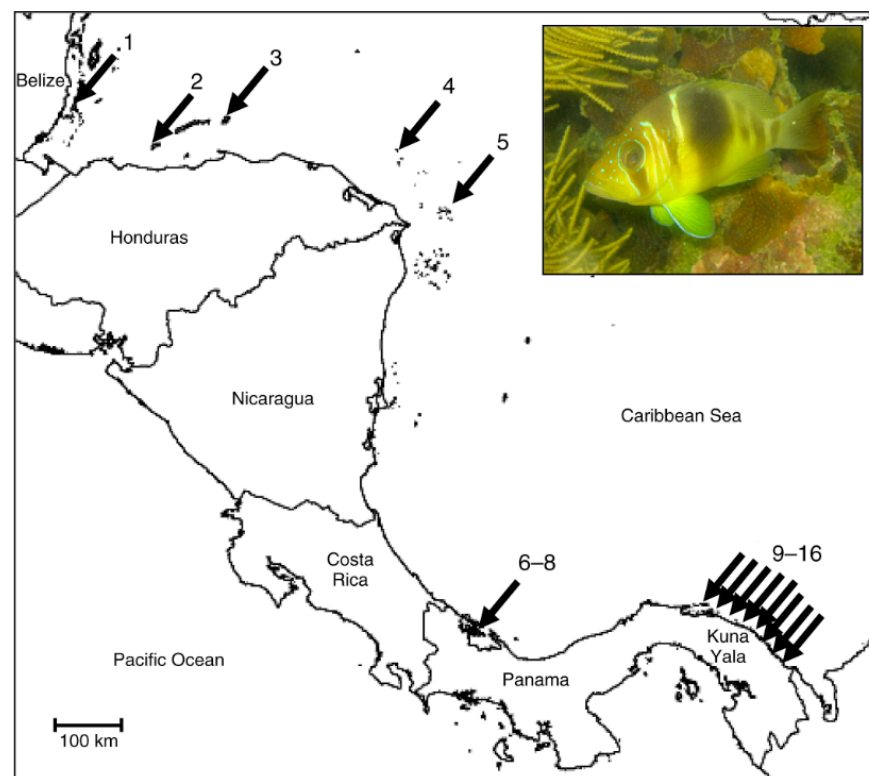 1
Belize
2
3
4
5
Honduras
Nicaragua
Caribbean Sea
Costa
Rica
6–8
9–16
Kuna
Yala
Pacific Ocean
Panama
100 km